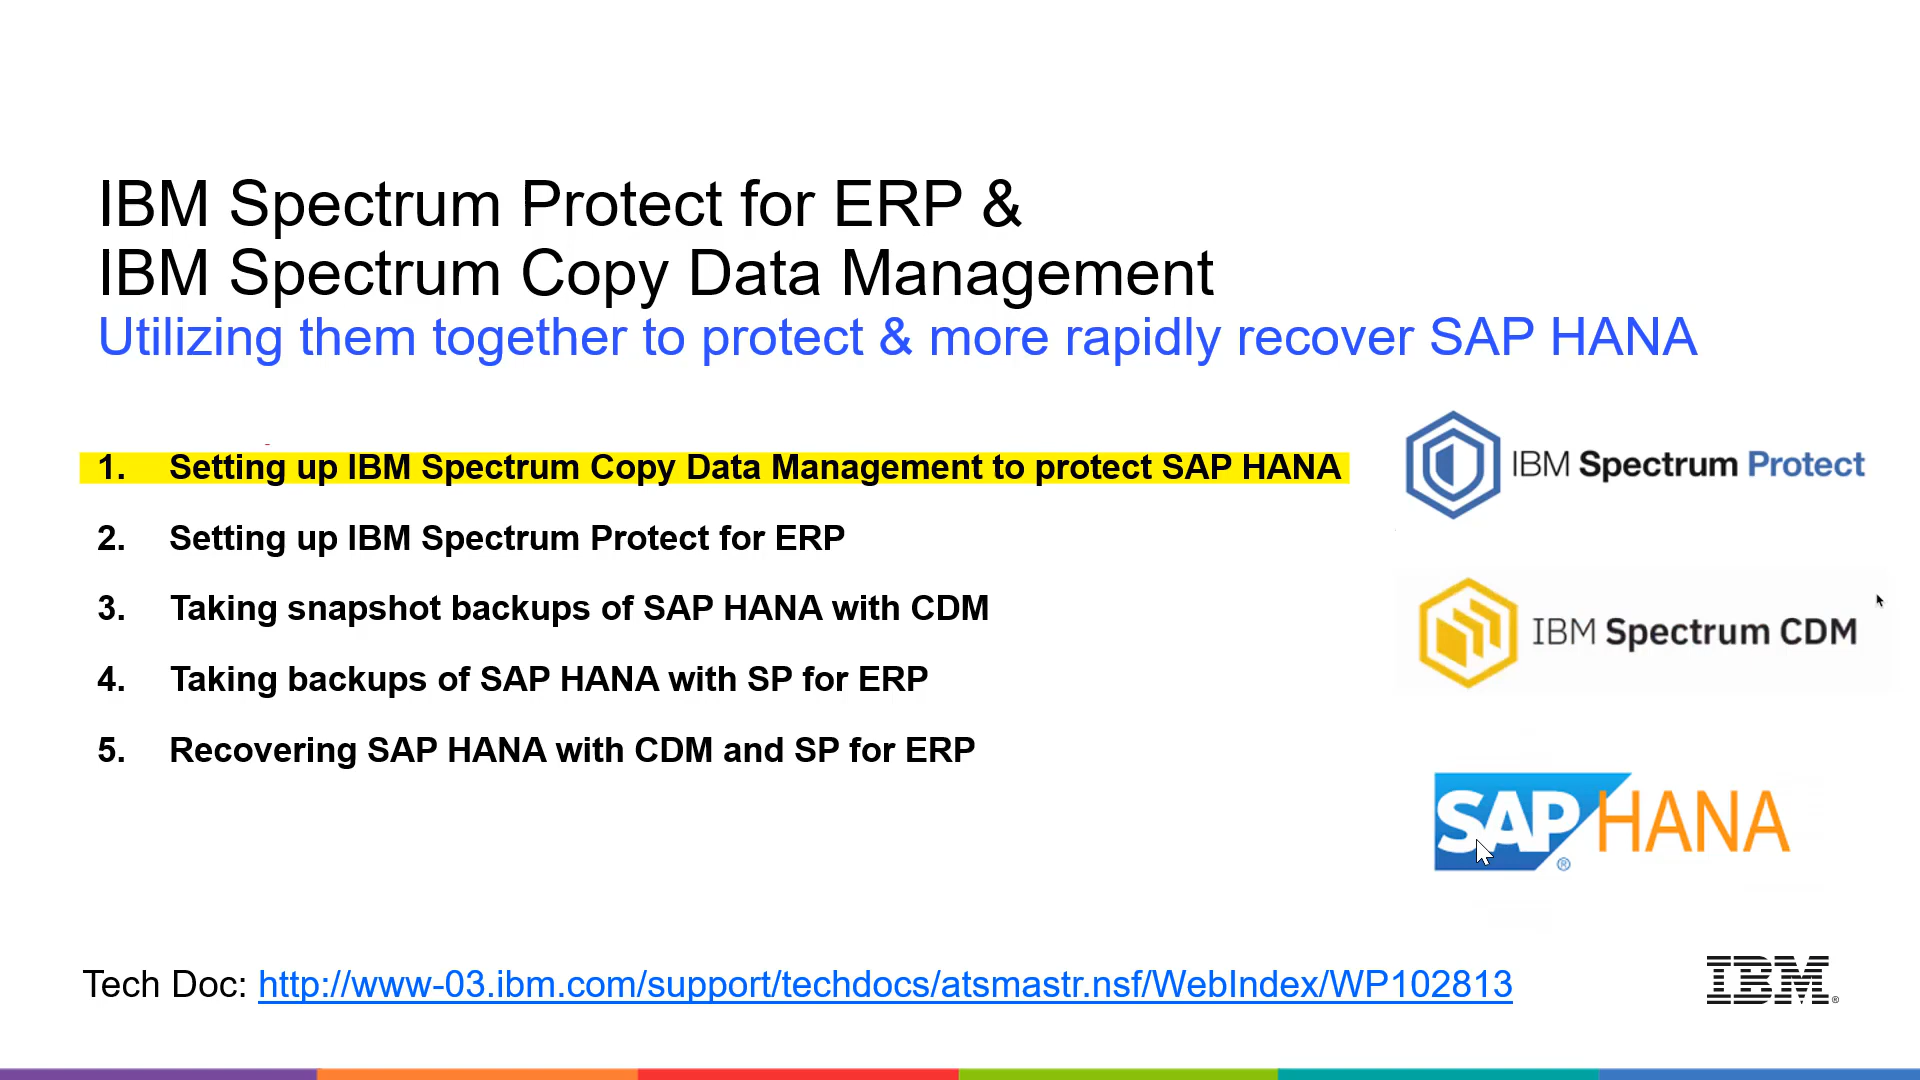 IBM Spectrum Protect for ERP &
IBM Spectrum Copy Data Management
Utilizing them together to protect & more rapidly recover SAP HANA
1. Setting up IBM Spectrum Copy Data Management to protect SAP HANA
2. Setting up IBM Spectrum Protect for ERP
3. Taking snapshot backups of SAP HANA with CDM
4. Taking backups of SAP HANA with SP for ERP
5. Recovering SAP HANA with CDM and SP for ERP
IBM Spectrum Protect
IBM Spectrum CDM
SAP® HANA
Tech Doc: http://www-03.ibm.com/support/techdocs/atsmastr.nsf/WebIndex/WP102813
IBM®